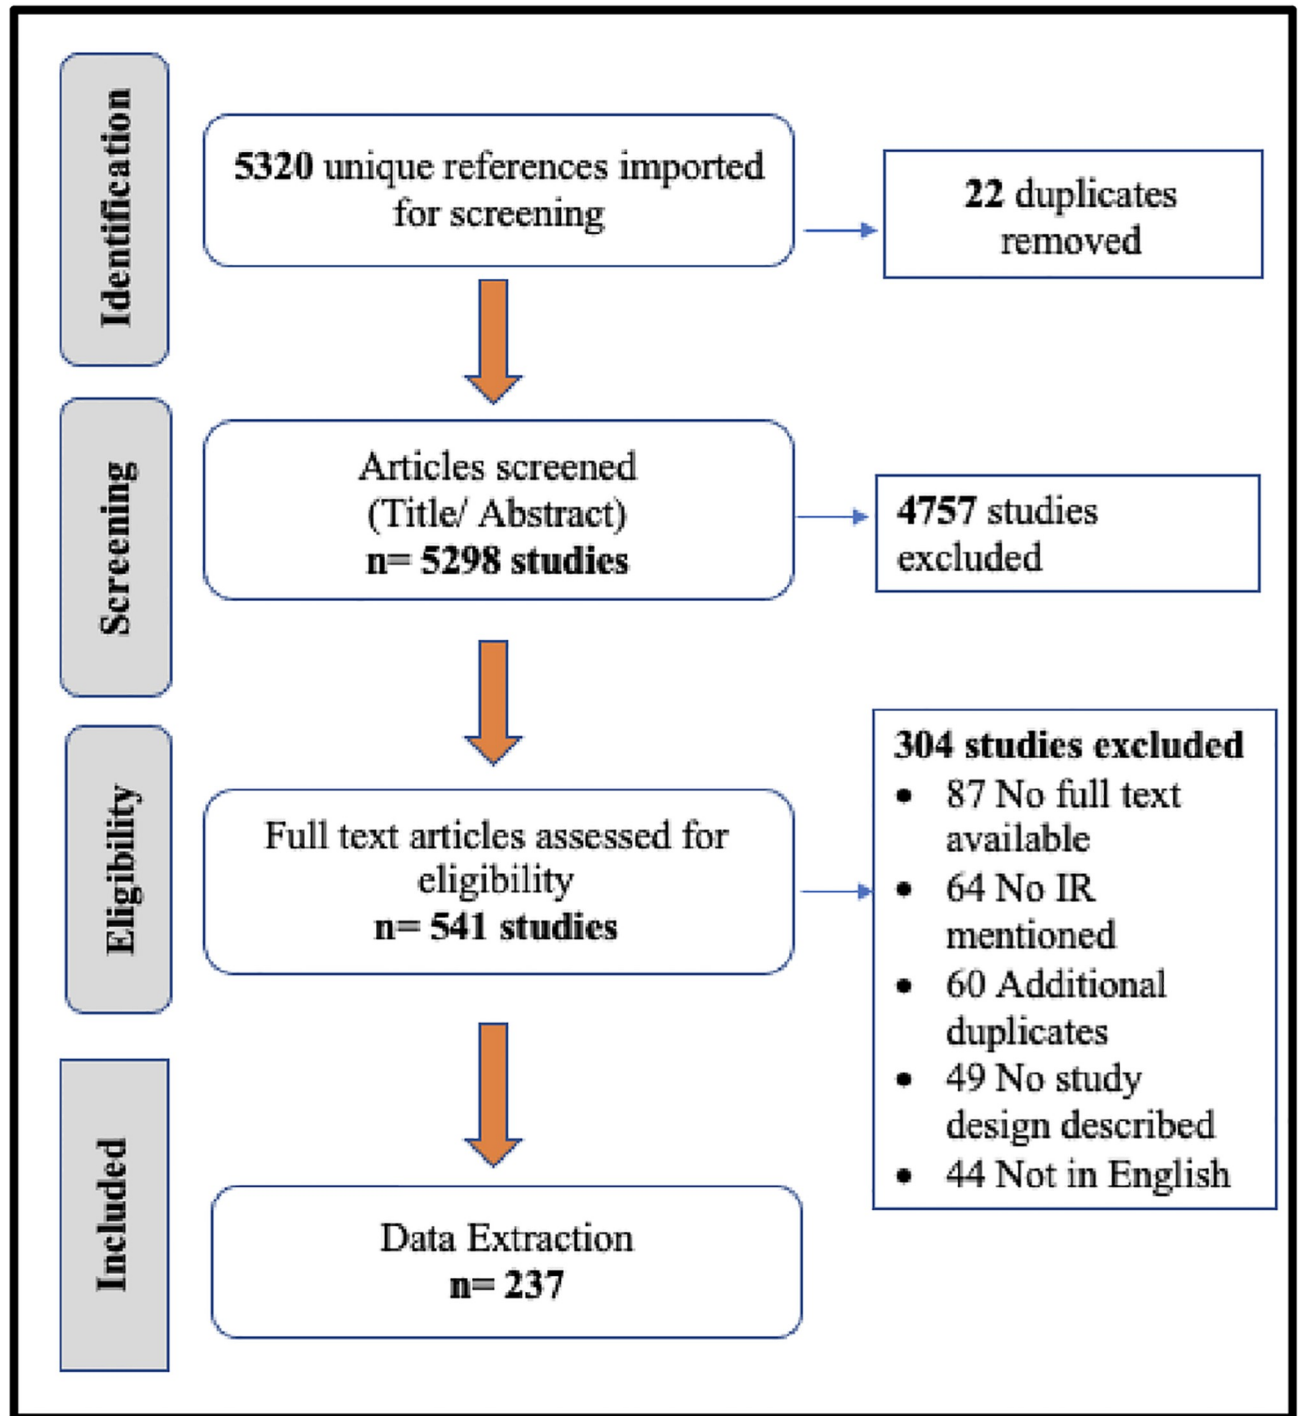 Identification
5320 unique references imported
for screening
22 duplicates
removed
Screening
Articles screened
(Title/ Abstract)
n= 5298 studies
4757 studies
excluded
Eligibility
Full text articles assessed for
eligibility
n= 541 studies
304 studies excluded
• 87 No full text
available
• 64 No IR
mentioned
• 60 Additional
duplicates
• 49 No study
design described
• 44 Not in English
Included
Data Extraction
n= 237